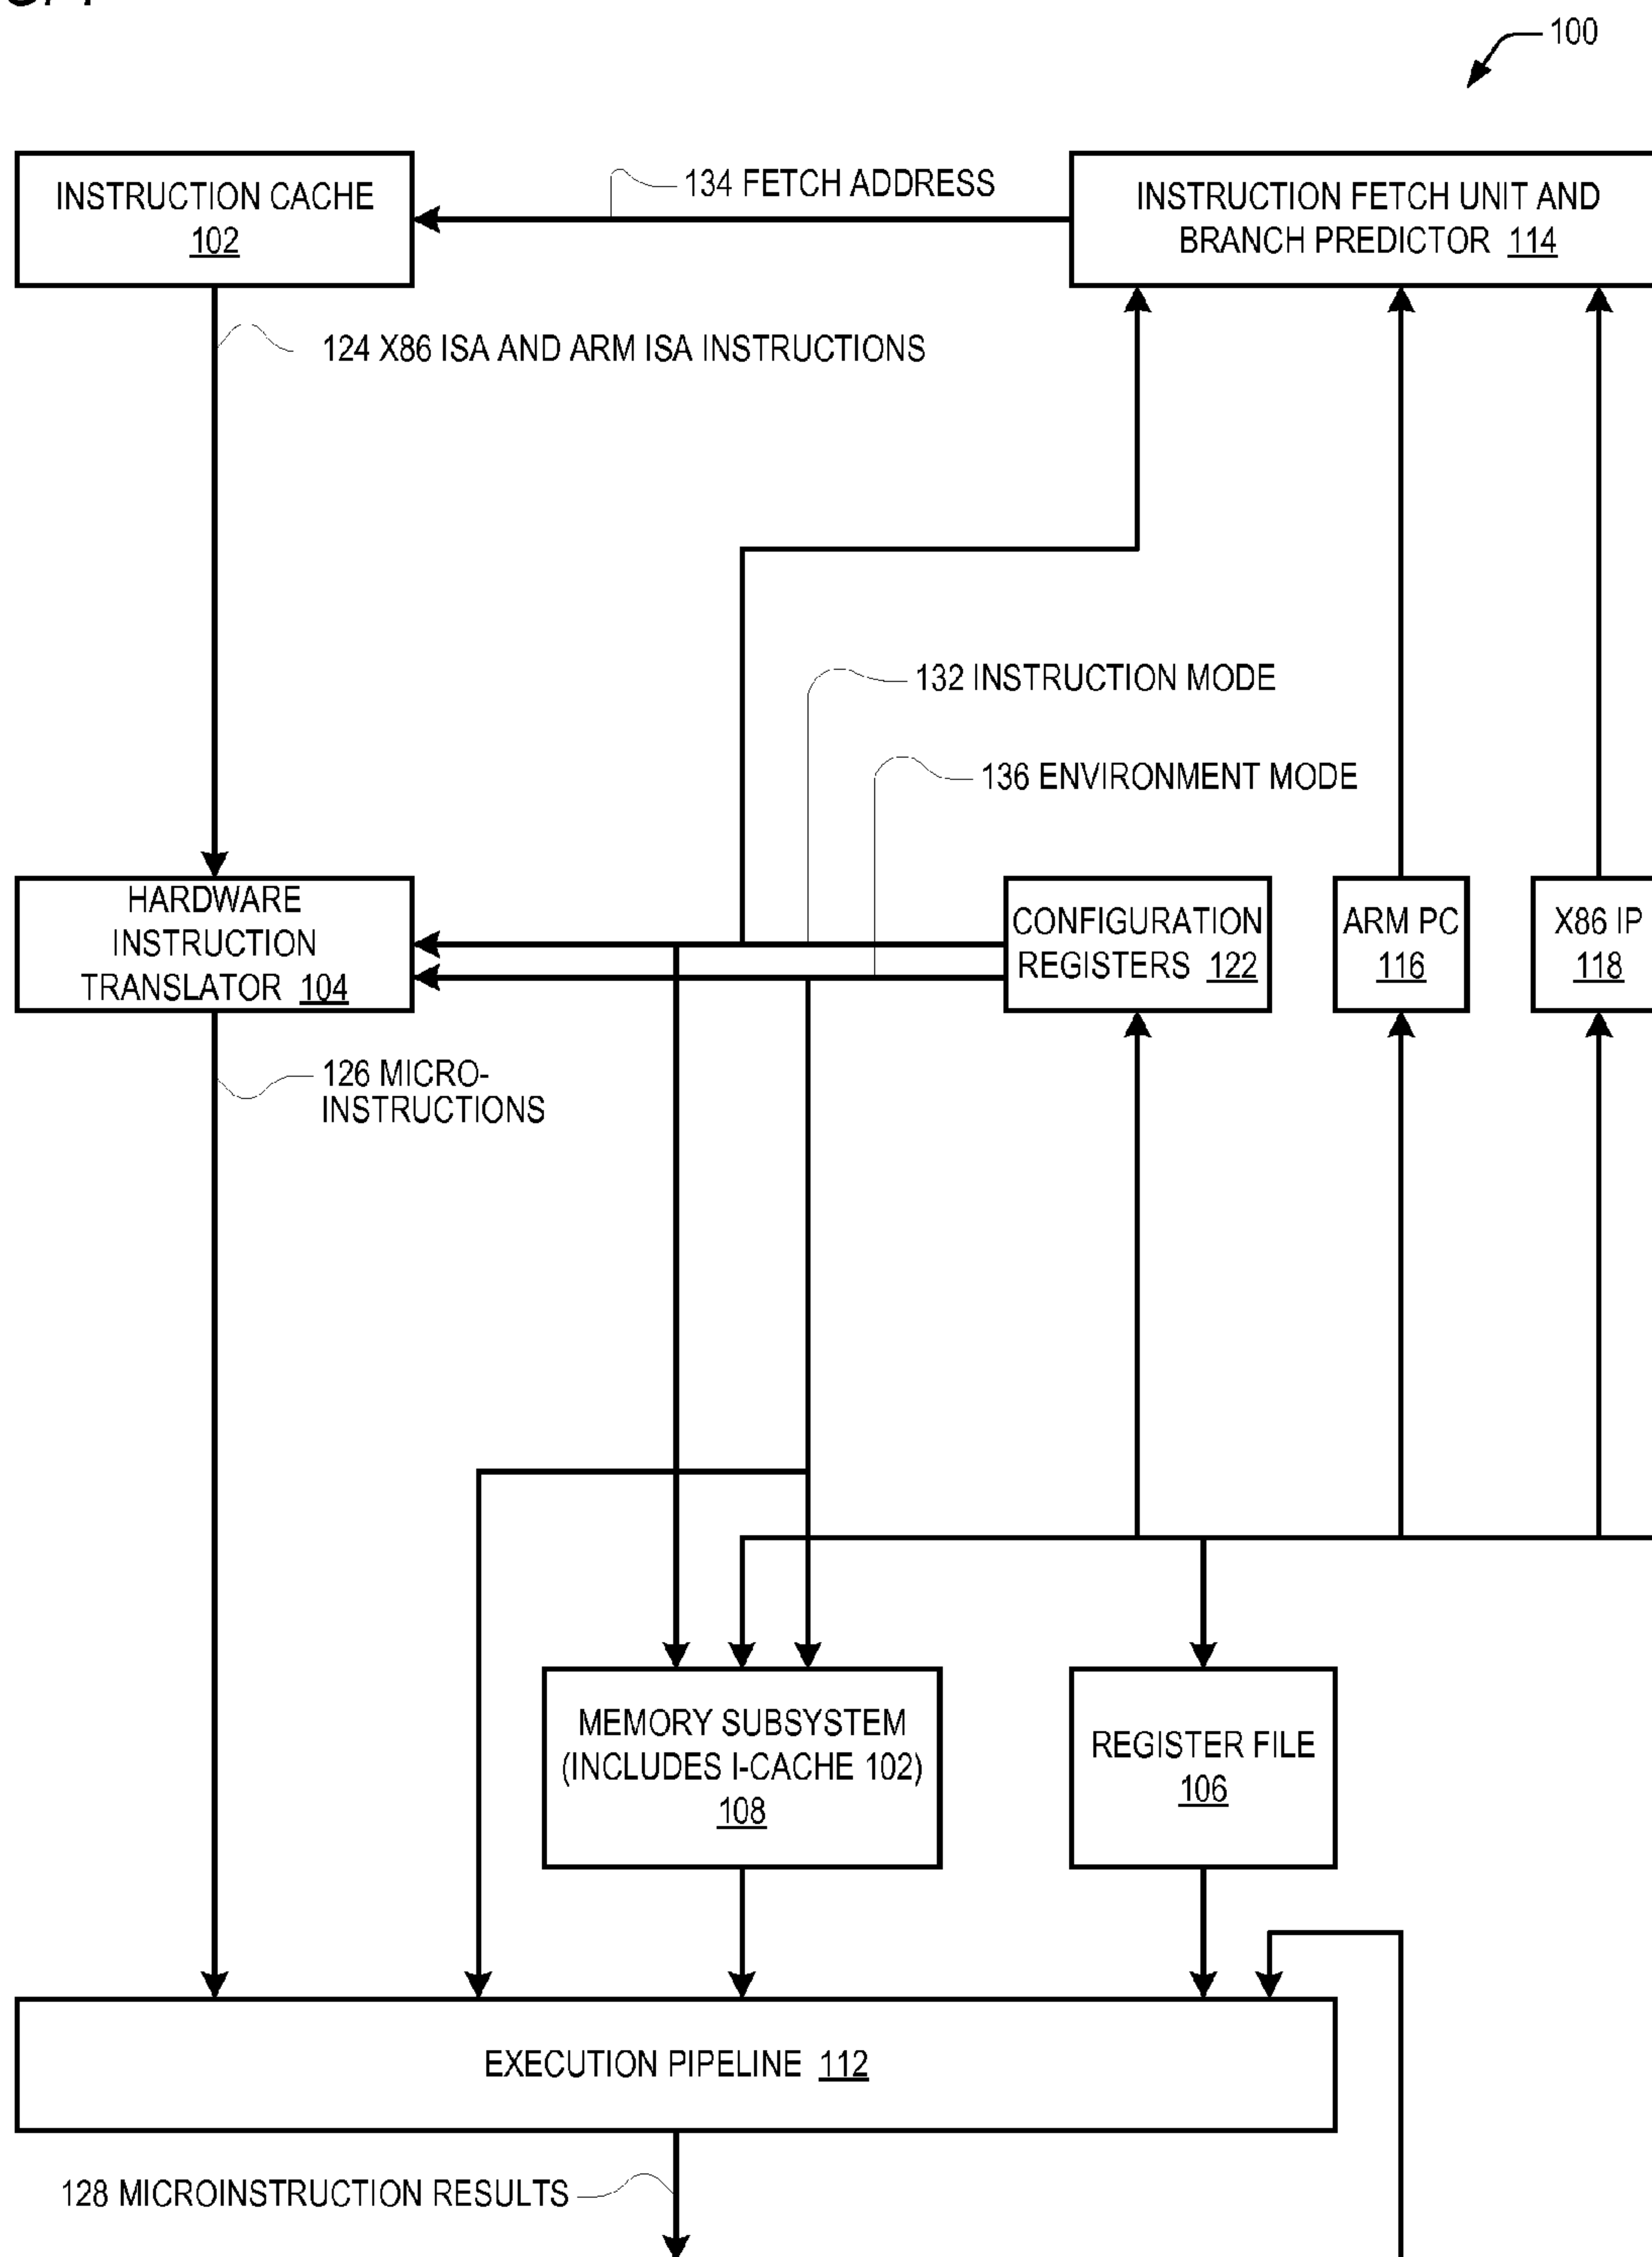 100
INSTRUCTION CACHE
102
134 FETCH ADDRESS
INSTRUCTION FETCH UNIT AND
BRANCH PREDICTOR 114
124 X86 ISA AND ARM ISA INSTRUCTIONS
132 INSTRUCTION MODE
136 ENVIRONMENT MODE
HARDWARE
INSTRUCTION
TRANSLATOR 104
CONFIGURATION
REGISTERS 122
ARM PC
116
X86 IP
118
126 MICRO-
INSTRUCTIONS
MEMORY SUBSYSTEM
(INCLUDES I-CACHE 102)
108
REGISTER FILE
106
EXECUTION PIPELINE 112
128 MICROINSTRUCTION RESULTS